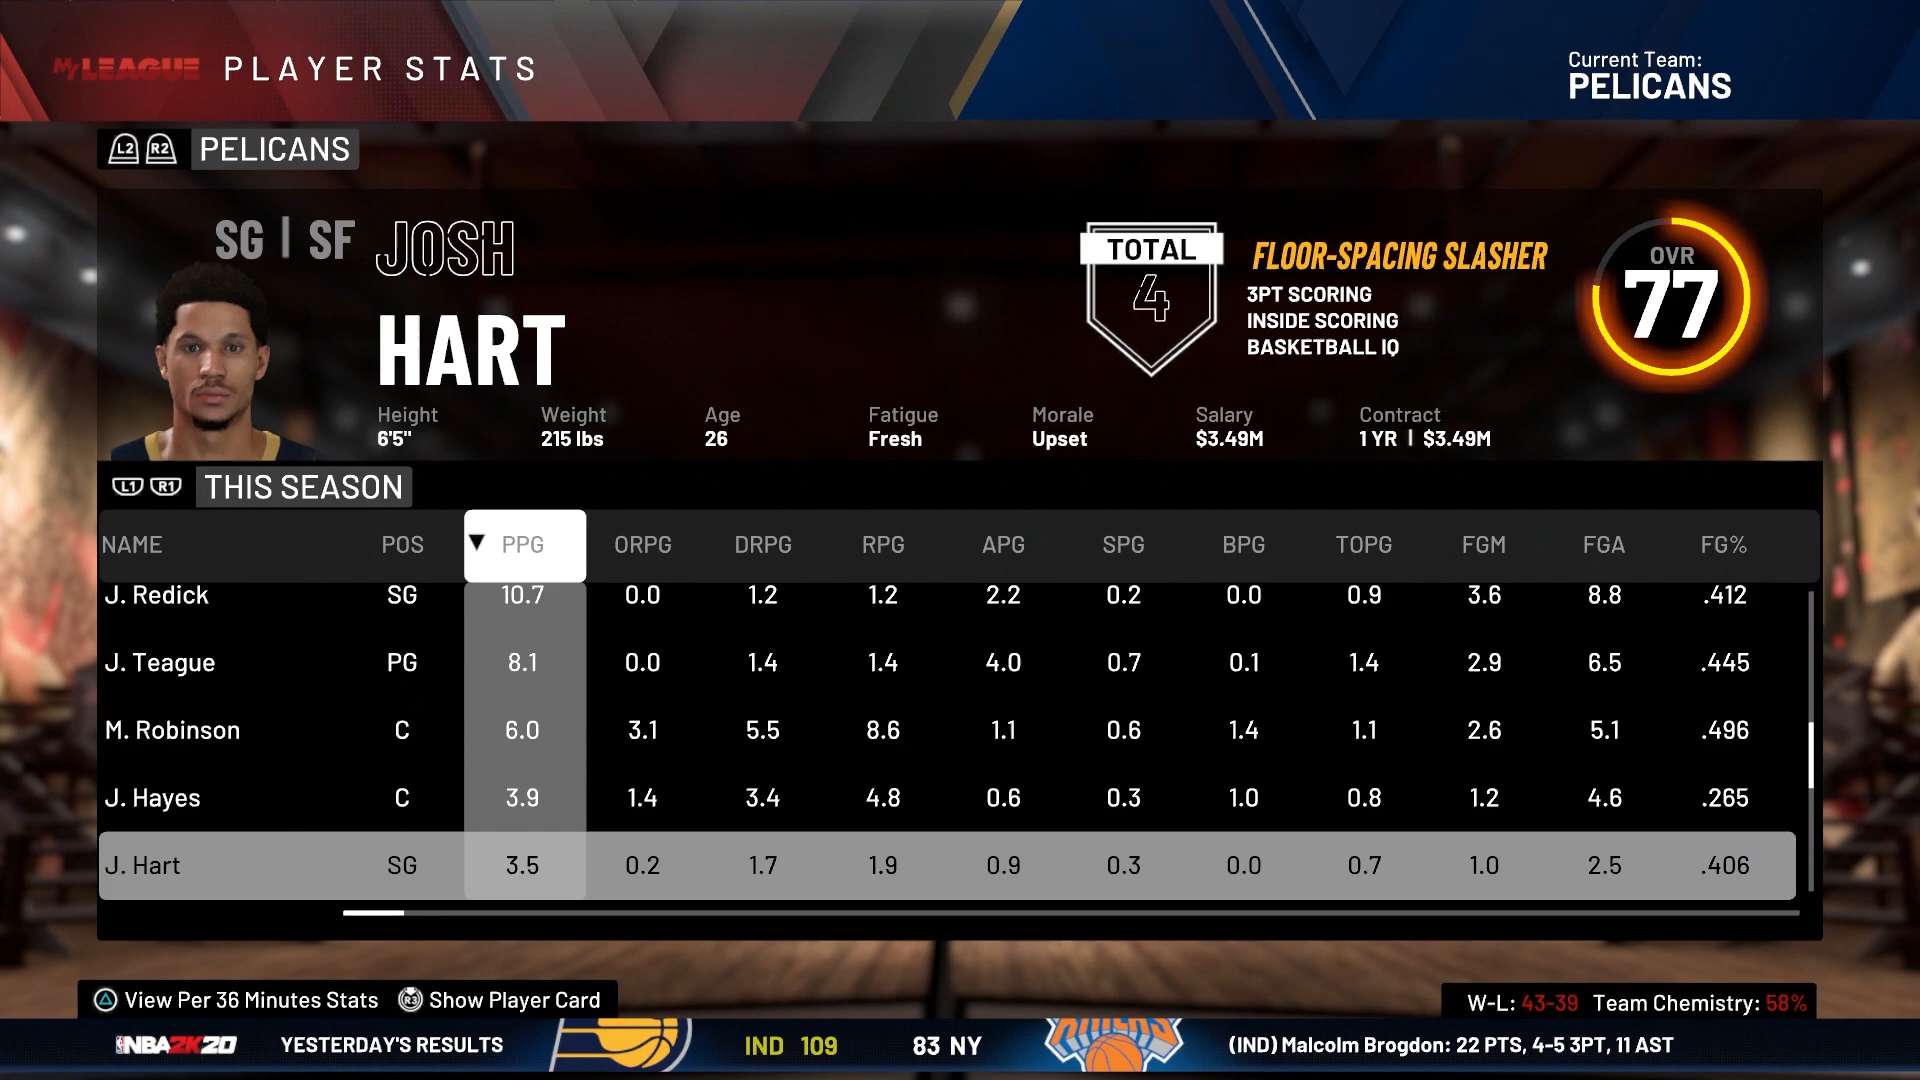 MyLEAGUE PLAYER STATS
Current Team:
PELICANS
L2 R2 PELICANS
SG | SF JOSH
HART
TOTAL
4
FLOOR-SPACING SLASHER
3PT SCORING
INSIDE SCORING
BASKETBALL IQ
OVR
77
Height Weight Age Fatigue Morale Salary Contract
6'5" 215 lbs 26 Fresh Upset $3.49M 1 YR | $3.49M
L1 R1 THIS SEASON
NAME POS ▼ PPG ORPG DRPG RPG APG SPG BPG TOPG FGM FGA FG%
J. Redick SG 10.7 0.0 1.2 1.2 2.2 0.2 0.0 0.9 3.6 8.8 .412
J. Teague PG 8.1 0.0 1.4 1.4 4.0 0.7 0.1 1.4 2.9 6.5 .445
M. Robinson C 6.0 3.1 5.5 8.6 1.1 0.6 1.4 1.1 2.6 5.1 .496
J. Hayes C 3.9 1.4 3.4 4.8 0.6 0.3 1.0 0.8 1.2 4.6 .265
J. Hart SG 3.5 0.2 1.7 1.9 0.9 0.3 0.0 0.7 1.0 2.5 .406
View Per 36 Minutes Stats R3 Show Player Card
W-L: 43-39 Team Chemistry: 58%
NBA2K20 YESTERDAY'S RESULTS IND 109 83 NY KNICKS (IND) Malcolm Brogdon: 22 PTS, 4-5 3PT, 11 AST